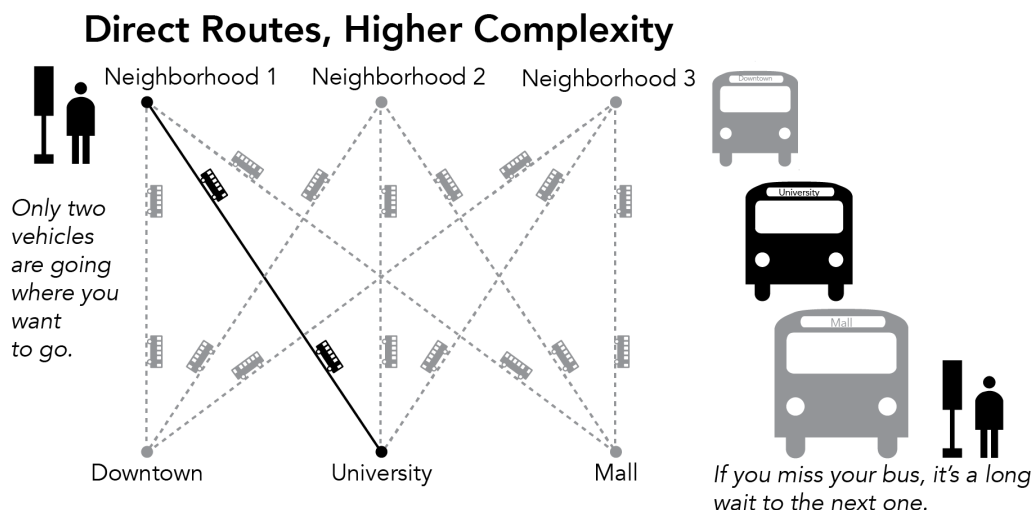 Direct Routes, Higher Complexity
Neighborhood 1
Neighborhood 2
Neighborhood 3
Downtown
University
Only two
vehicles
are going
where you
want
to go.
Mall
Downtown
University
Mall
If you miss your bus, it's a long
wait to the next one.